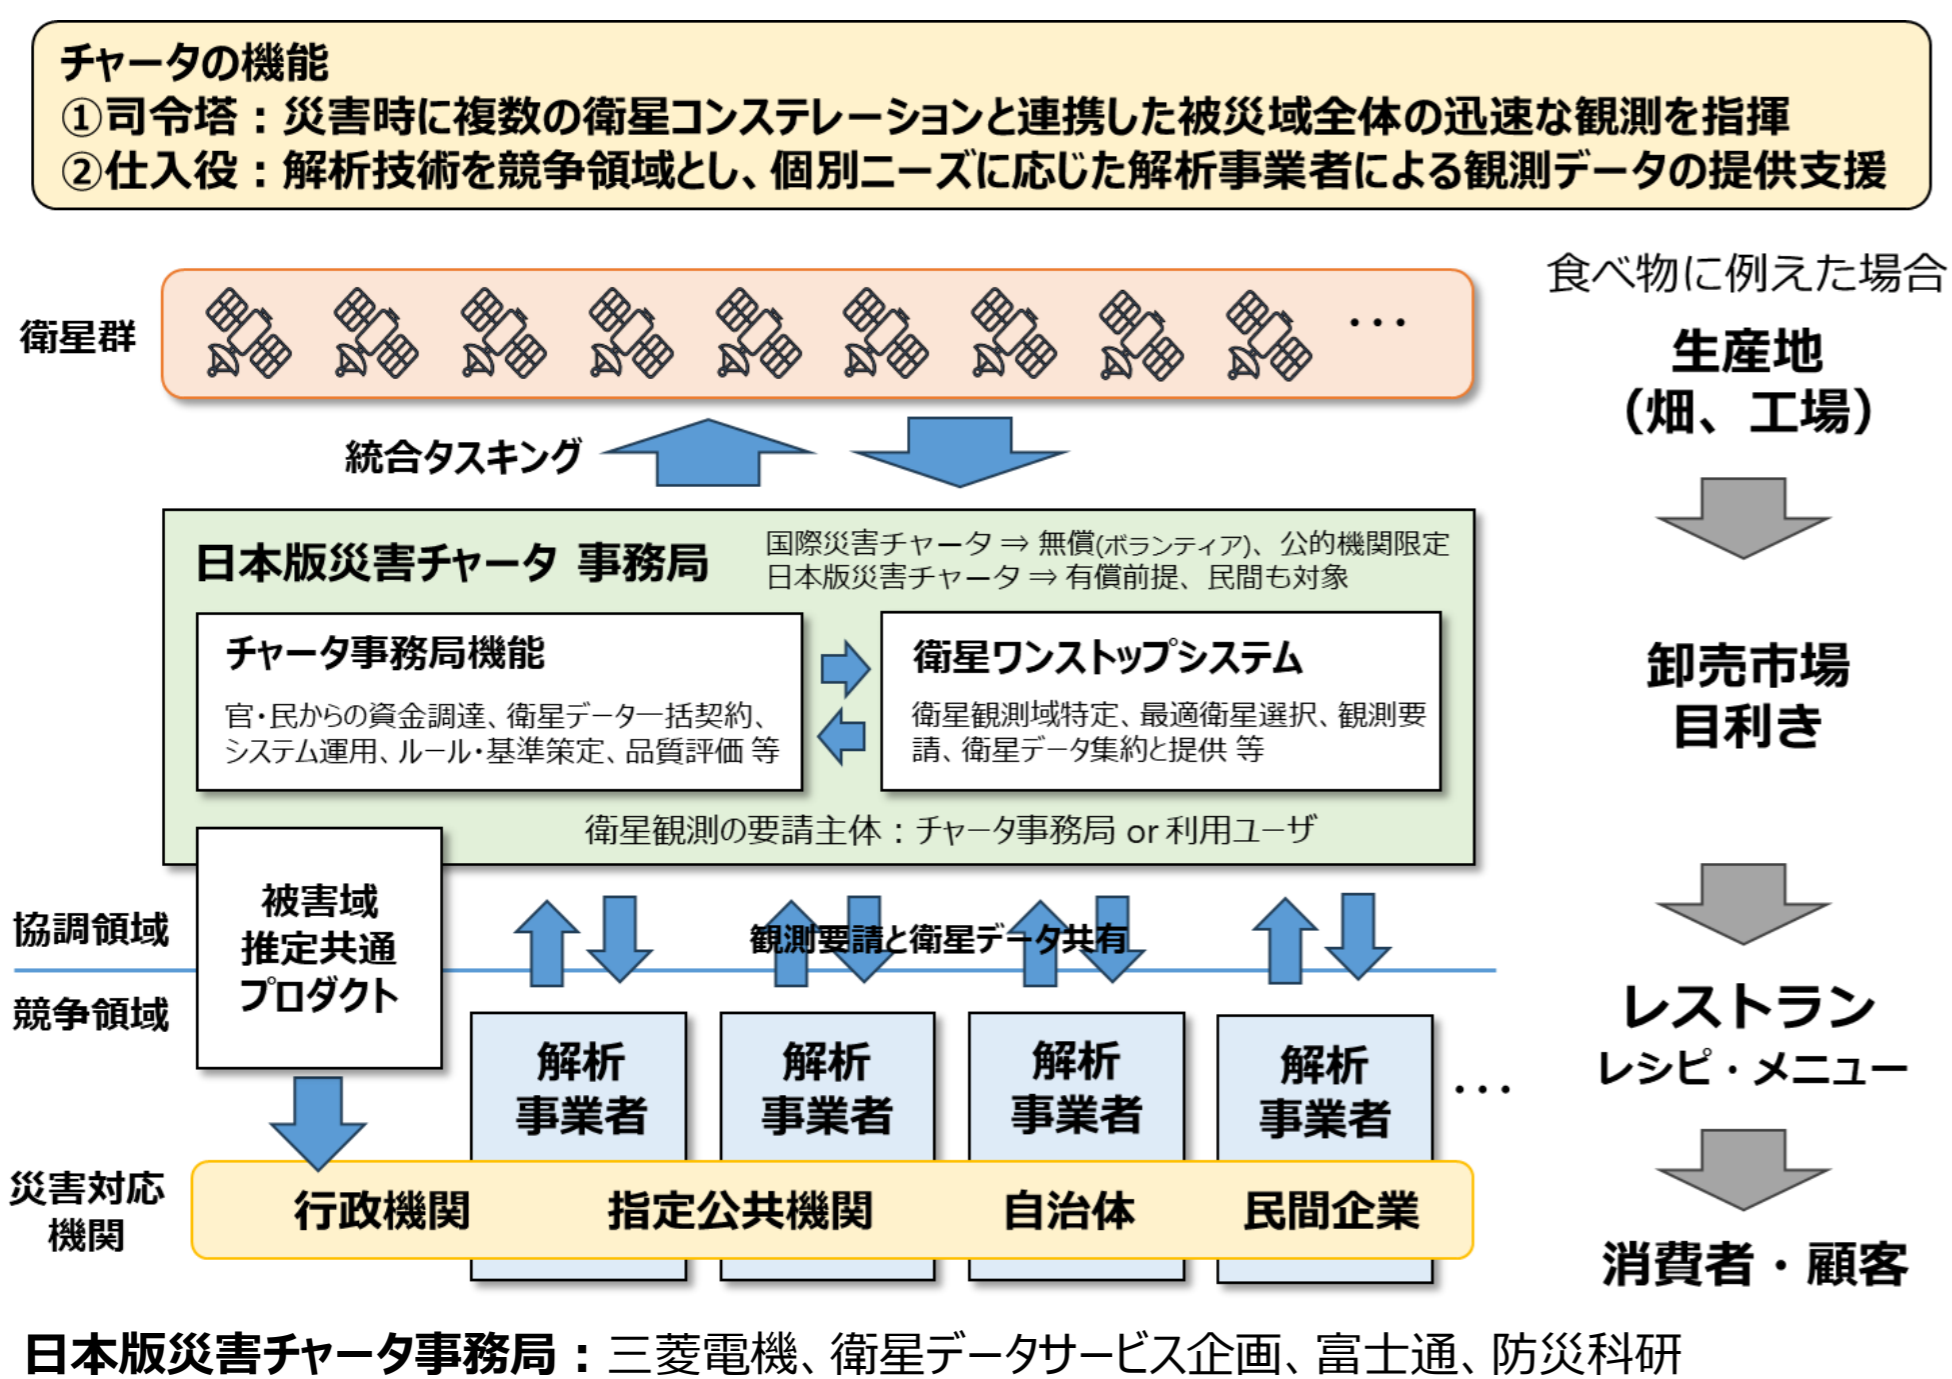 チャータの機能
①司令塔：災害時に複数の衛星コンステレーションと連携した被災域全体の迅速な観測を指揮
②仕入役：解析技術を競争領域とし、個別ニーズに応じた解析事業者による観測データの提供支援
食べ物に例えた場合
衛星群
・・・
生産地
（畑、工場）
統合タスキング
日本版災害チャータ 事務局
国際災害チャータ ⇒ 無償(ボランティア)、公的機関限定
日本版災害チャータ ⇒ 有償前提、民間も対象
チャータ事務局機能
官・民からの資金調達、衛星データ一括契約、
システム運用、ルール・基準策定、品質評価 等
衛星ワンストップシステム
衛星観測域特定、最適衛星選択、観測要
請、衛星データ集約と提供 等
卸売市場
目利き
衛星観測の要請主体：チャータ事務局 or 利用ユーザ
被害域
推定共通
プロダクト
協調領域
観測要請と衛星データ共有
競争領域
解析
事業者
解析
事業者
解析
事業者
解析
事業者
・・・
レストラン
レシピ・メニュー
災害対応
機関
行政機関
指定公共機関
自治体
民間企業
消費者・顧客
日本版災害チャータ事務局：三菱電機、衛星データサービス企画、富士通、防災科研